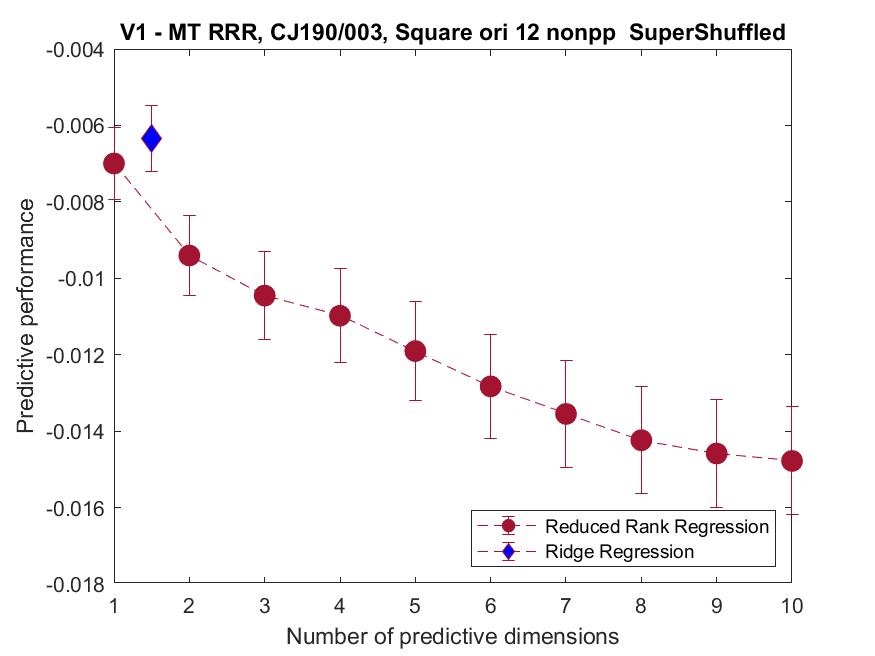 V1 - MT RRR, CJ190/003, Square ori 12 nonpp  SuperShuffled
-0.004
-0.006
-0.008
-0.01
-0.012
-0.014
-0.016
-0.018
Predictive performance
Reduced Rank Regression
Ridge Regression
1 2 3 4 5 6 7 8 9 10
Number of predictive dimensions